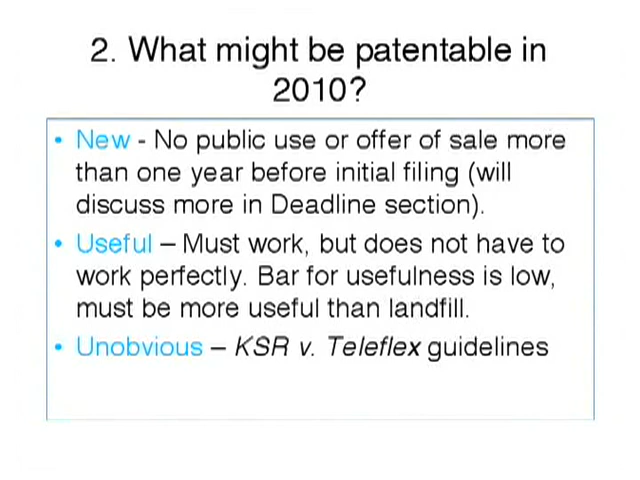 2. What might be patentable in
2010?
• New - No public use or offer of sale more
than one year before initial filing (will
discuss more in Deadline section).
• Useful – Must work, but does not have to
work perfectly. Bar for usefulness is low,
must be more useful than landfill.
• Unobvious – KSR v. Teleflex guidelines